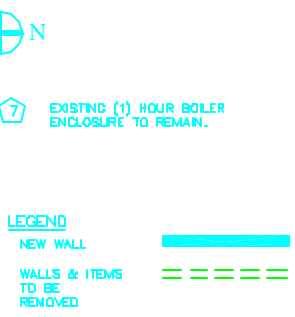 N
7 EXISTING (1) HOUR BOILER
ENCLOSURE TO REMAIN.
LEGEND
NEW WALL
WALLS & ITEMS
TO BE
REMOVED